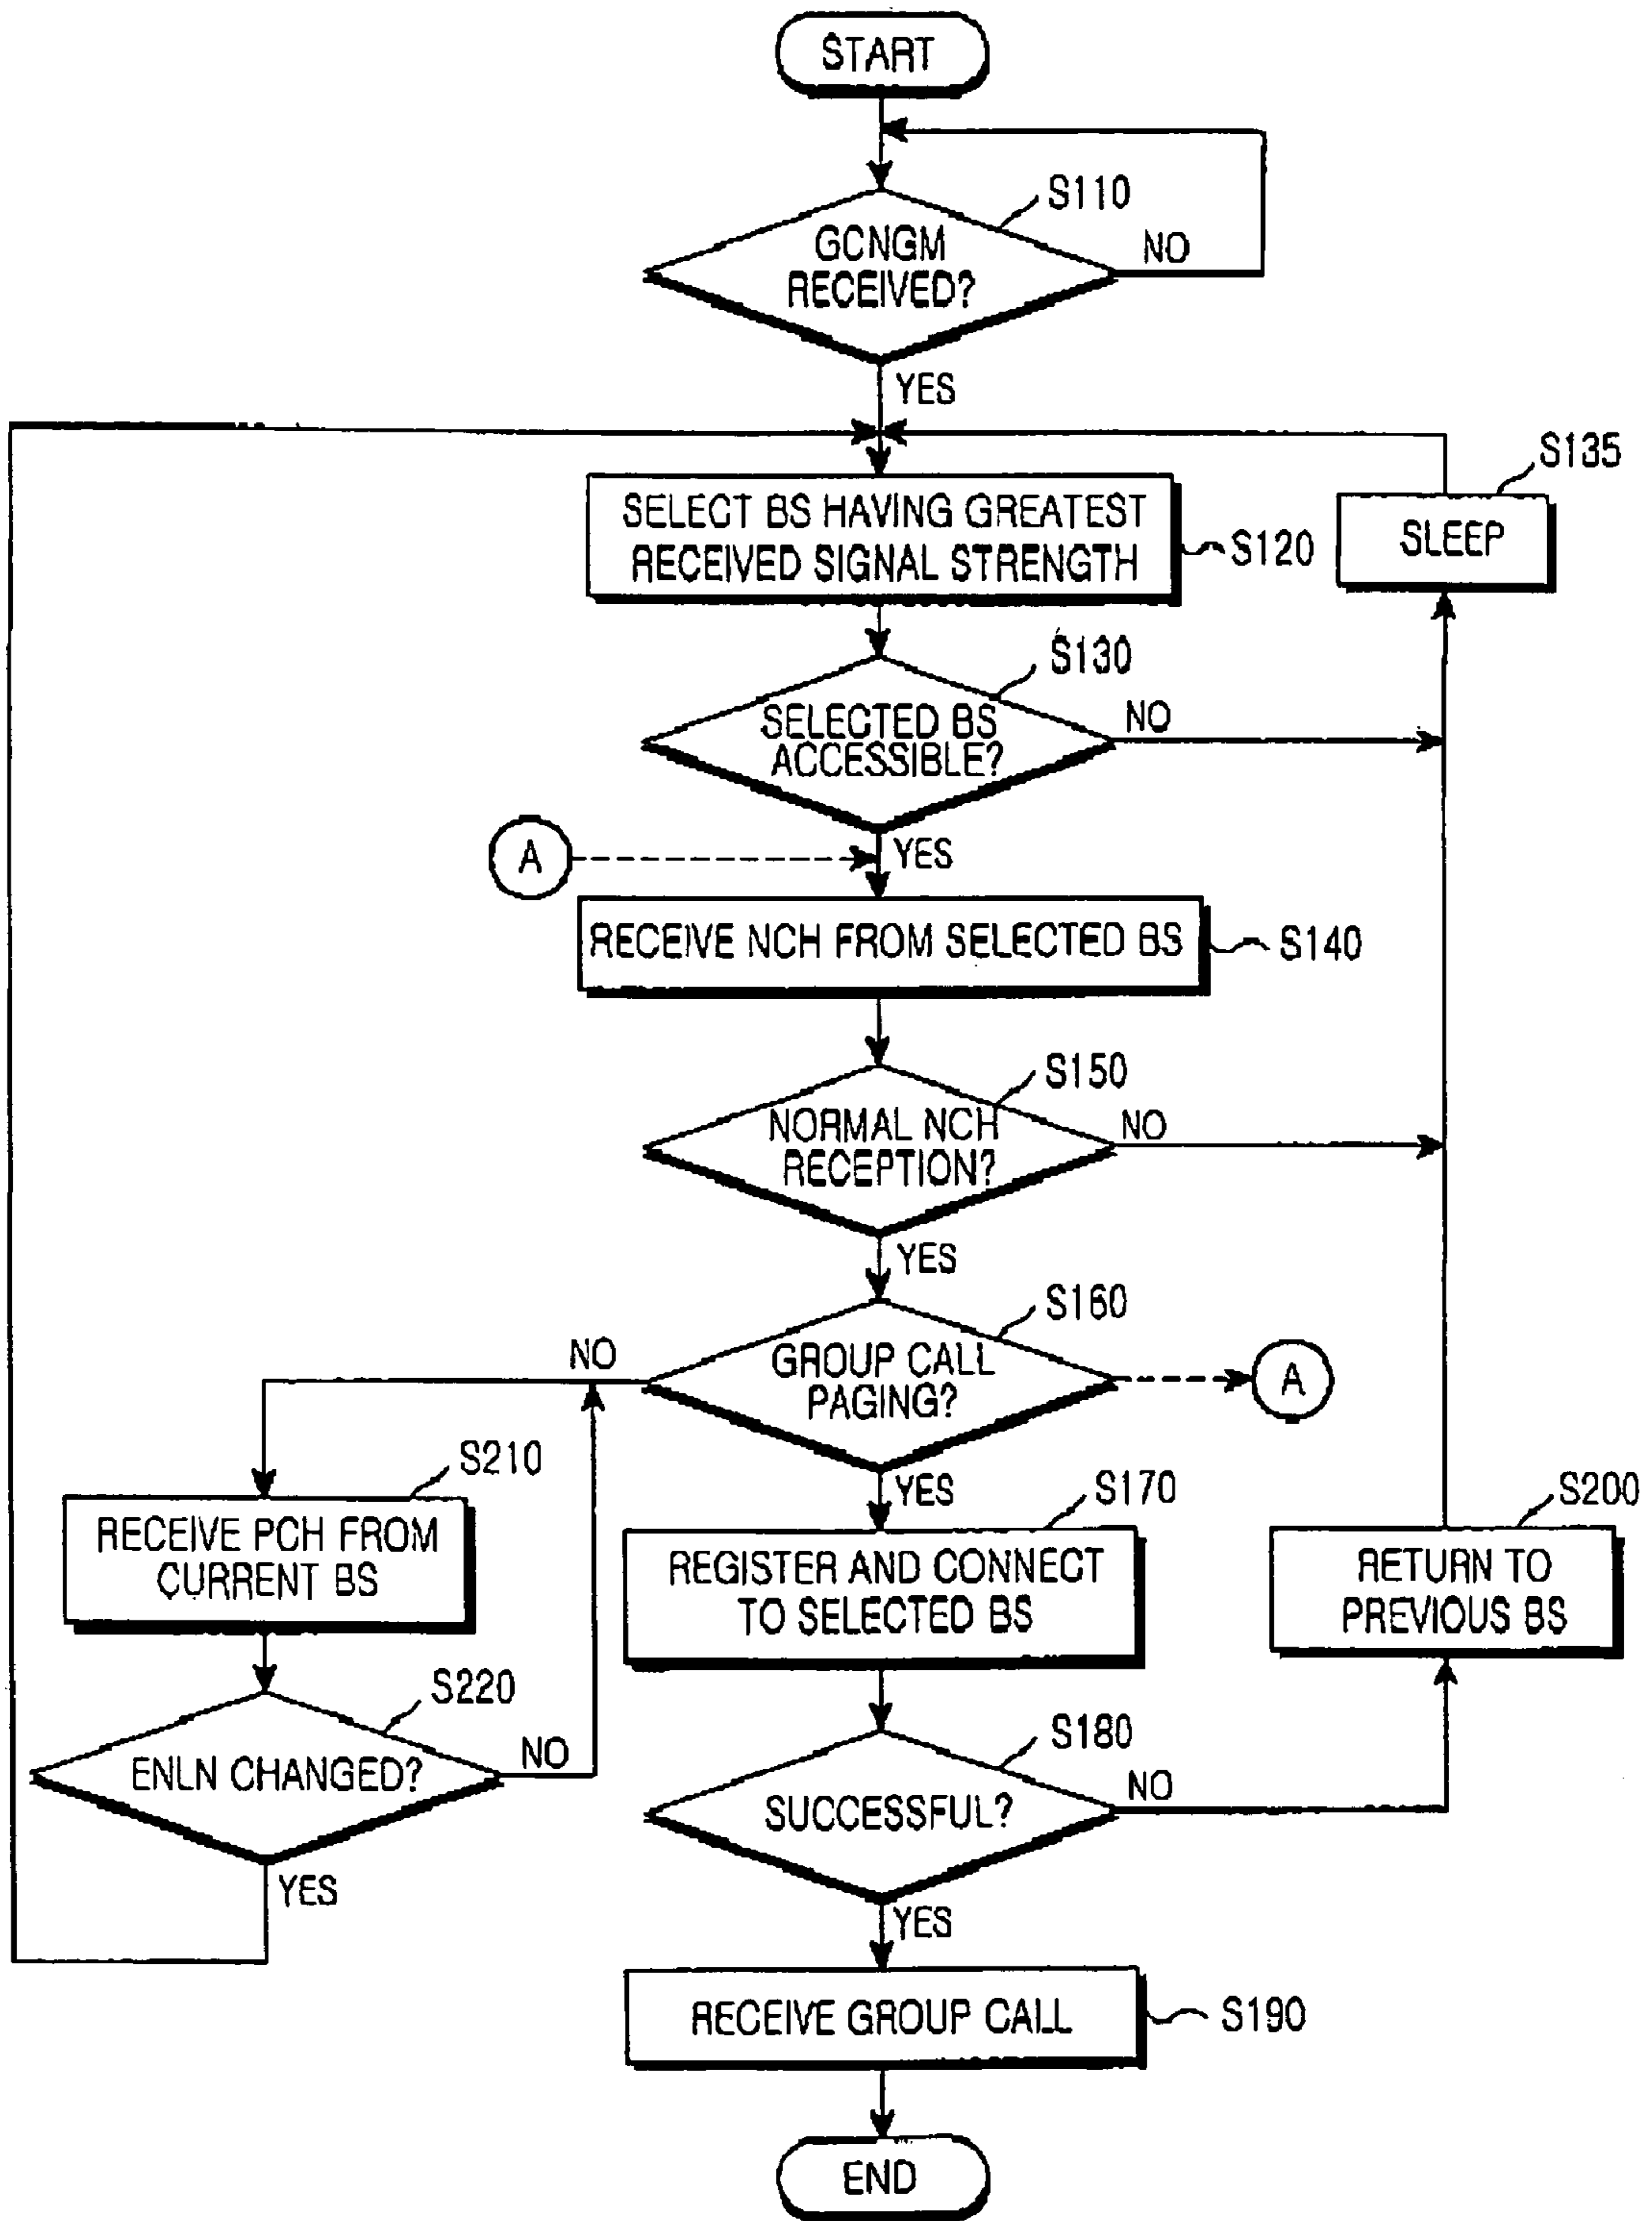 START
S110
GCNGM
RECEIVED?
NO
YES
S135
SELECT BS HAVING GREATEST
RECEIVED SIGNAL STRENGTH
S120
SLEEP
S130
SELECTED BS
ACCESSIBLE?
NO
A
YES
RECEIVE NCH FROM SELECTED BS
S140
S150
NORMAL NCH
RECEPTION?
NO
YES
S160
NO
GROUP CALL
PAGING?
A
S210
YES
S170
S200
RECEIVE PCH FROM
CURRENT BS
REGISTER AND CONNECT
TO SELECTED BS
RETURN TO
PREVIOUS BS
S220
S180
ENLN CHANGED?
NO
SUCCESSFUL?
NO
YES
YES
RECEIVE GROUP CALL
S190
END